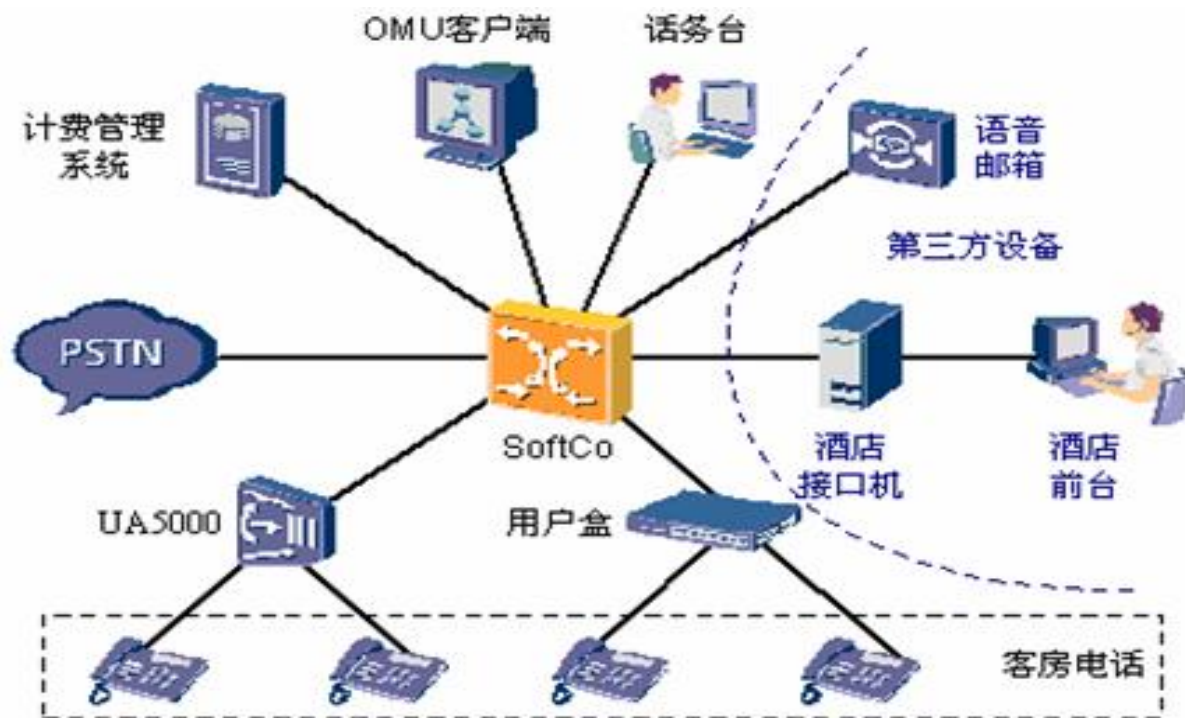 OMU客户端
话务台
计费管理
系统
语音
邮箱
第三方设备
PSTN
SoftCo
酒店
接口机
酒店
前台
UA5000
用户盒
客房电话